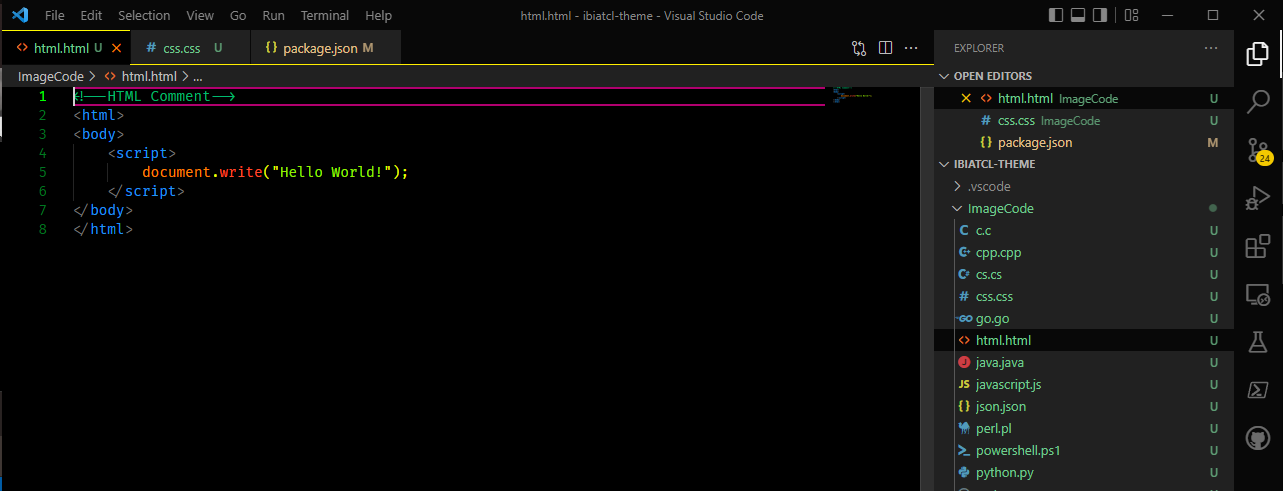 File Edit Selection View Go Run Terminal Help html.html - ibiatcl-theme - Visual Studio Code
html.html U css.css U package.json M
ImageCode > html.html > ...
1 <!--HTML Comment-->
2 <html>
3 <body>
4 <script>
5 document.write("Hello World!");
6 </script>
7 </body>
8 </html>
EXPLORER
OPEN EDITORS
html.html ImageCode U
css.css ImageCode U
package.json M
IBIATCL-THEME
.vscode
ImageCode
c.c U
cpp.cpp U
cs.cs U
css.css U
go.go U
html.html U
java.java U
javascript.js U
json.json U
perl.pl U
powershell.ps1 U
python.py U
24